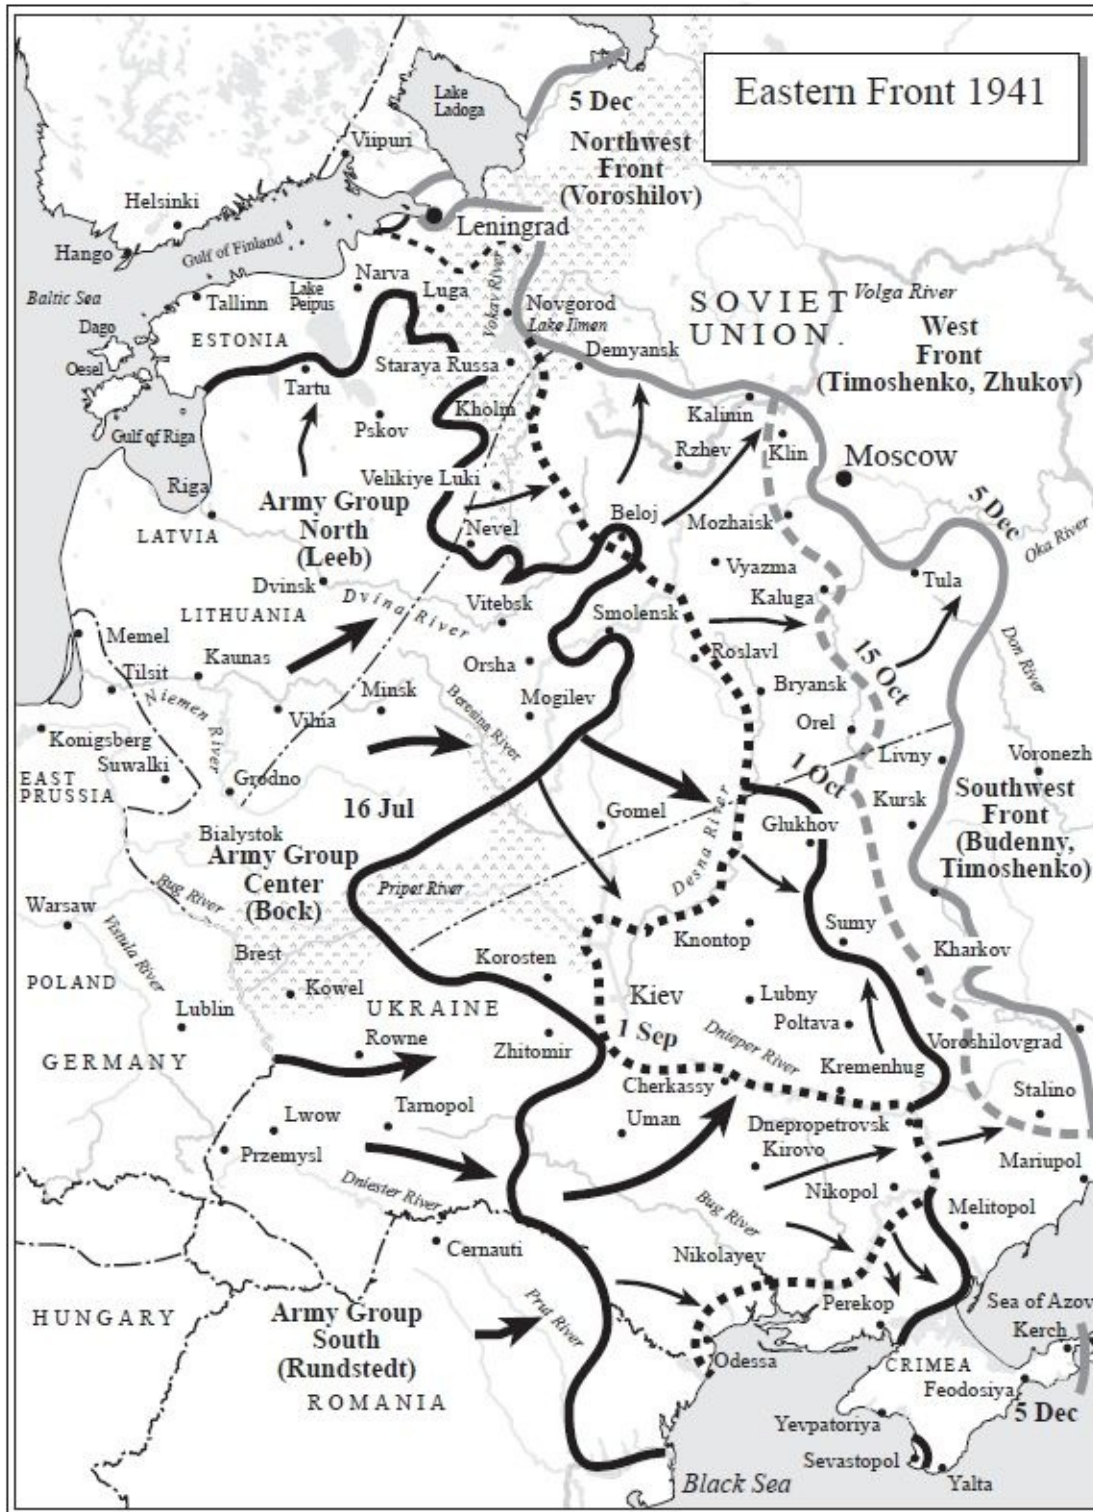 Eastern Front 1941
Lake
Ladoga
5 Dec
Northwest
Front
(Voroshilov)
Viipuri
Helsinki
Leningrad
Hango
Gulf of Finland
Narva
Baltic Sea
Tallinn
Lake
Peipus
Luga
Vokav River
Novgorod
Lake Ilmen
SOVIET
UNION.
Volga River
West
Front
(Timoshenko, Zhukov)
Dago
Oesel
ESTONIA
Staraya Russa
Demyansk
Tartu
Kholm
Kalinin
Klin
Gulf of Riga
Pskov
Rzhev
Moscow
Riga
Velikiye Luki
Army Group
North
(Leeb)
Beloj
Mozhaisk
5 Dec
Oka River
LATVIA
Nevel
Vyazma
Tula
Dvinsk
Dvina River
Vitebsk
Kaluga
LITHUANIA
Smolensk
Memel
Roslavl
15 Oct
Don River
Tilsit
Kaunas
Orsha
Bryansk
Niemen River
Minsk
Beresina River
Mogilev
Vilna
Orel
Konigsberg
Suwalki
Livny
Voronezh
EAST
PRUSSIA
Grodno
1 Oct
16 Jul
Gomel
Desna River
Kursk
Southwest
Front
(Budenny,
Timoshenko)
Glukhov
Bialystok
Army Group
Center
(Bock)
Bug River
Pripet River
Warsaw
Vistula River
Knontop
Sumy
Brest
Korosten
Kharkov
POLAND
Kowel
Kiev
Lubny
Lublin
UKRAINE
Poltava
1 Sep
Dnieper River
Voroshilovgrad
GERMANY
Rowne
Zhitomir
Cherkassy
Kremenhug
Stalino
Lwow
Tarnopol
Uman
Dnepropetrovsk
Kirovo
Przemysl
Mariupol
Dniester River
Nikopol
Bug River
Melitopol
Cernauti
Nikolayev
HUNGARY
Army Group
South
(Rundstedt)
Prut River
Perekop
Sea of Azov
Kerch
Odessa
CRIMEA
Feodosiya
ROMANIA
5 Dec
Yevpatoriya
Sevastopol
Black Sea
Yalta